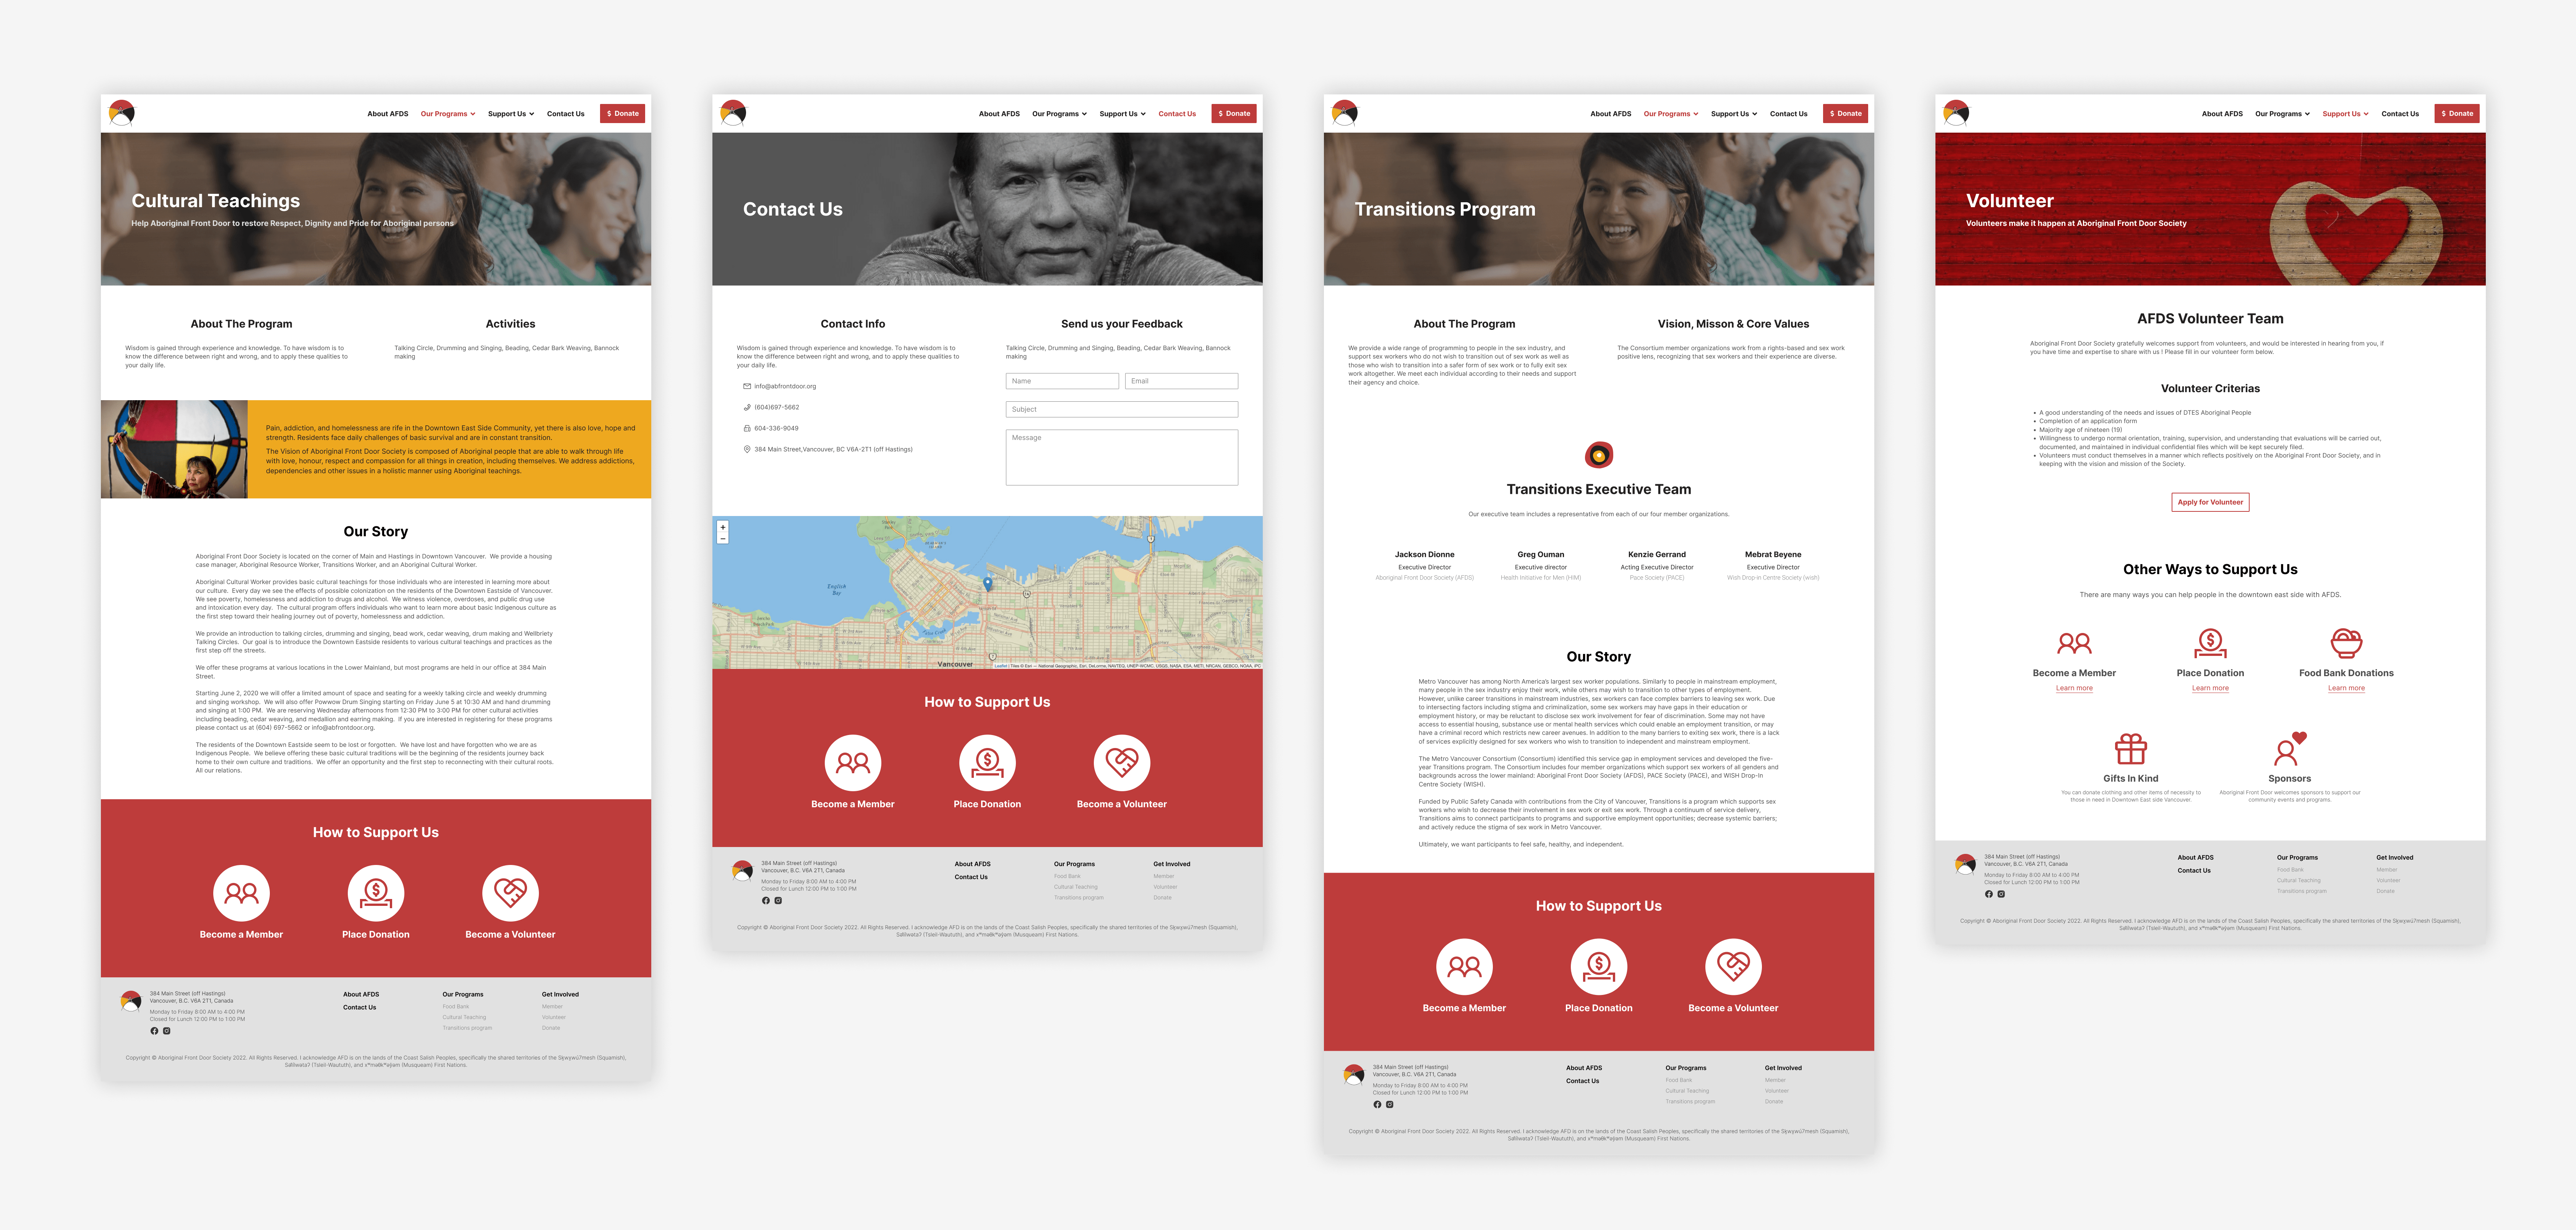 About AFDS
Our Programs
Support Us
Contact Us
$ Donate
Cultural Teachings
Help Aboriginal Front Door to restore Respect, Dignity and Pride for Aboriginal persons
About The Program
Wisdom is gained through experience and knowledge. To have wisdom is to
know the difference between right and wrong, and to apply these qualities to
your daily life.
Activities
Talking Circle, Drumming and Singing, Beading, Cedar Bark Weaving, Bannock
making
Pain, addiction, and homelessness are rife in the Downtown East Side Community, yet there is also love, hope and
strength. Residents face daily challenges of basic survival and are in constant transition.
The Vision of Aboriginal Front Door Society is composed of Aboriginal people that are able to walk through life
with love, honour, respect and compassion for all things in creation, including themselves. We address addictions,
dependencies and other issues in a holistic manner using Aboriginal teachings.
Our Story
Aboriginal Front Door Society is located on the corner of Main and Hastings in Downtown Vancouver. We provide a housing
case manager, Aboriginal Resource Worker, Transitions Worker, and an Aboriginal Cultural Worker.
Aboriginal Cultural Worker provides basic cultural teachings for those individuals who are interested in learning more about
our culture. Every day we see the effects of possible colonization on the residents of the Downtown Eastside of Vancouver.
We see poverty, homelessness and addiction to drugs and alcohol. We witness violence, overdoses, and public drug use
and intoxication every day. The cultural program offers individuals who want to learn more about basic Indigenous culture as
the first step toward their healing journey out of poverty, homelessness and addiction.
We provide an introduction to talking circles, drumming and singing, bead work, cedar weaving, drum making and Wellbriety
Talking Circles. Our goal is to introduce the Downtown Eastside residents to various cultural teachings and practices as the
first step off the streets.
We offer these programs at various locations in the Lower Mainland, but most programs are held in our office at 384 Main
Street.
Starting June 2, 2020 we will offer a limited amount of space and seating for a weekly talking circle and weekly drumming
and singing workshop. We will also offer Powwow Drum Singing starting on Friday June 5 at 10:30 AM and hand drumming
and singing at 1:00 PM. We are reserving Wednesday afternoons from 12:30 PM to 3:00 PM for other cultural activities
including beading, cedar weaving, and medallion and earring making. If you are interested in registering for these programs
please contact us at (604) 697-5662 or info@abfrontdoor.org.
The residents of the Downtown Eastside seem to be lost or forgotten. We have lost and have forgotten who we are as
Indigenous People. We believe offering these basic cultural traditions will be the beginning of the residents journey back
home to their own culture and traditions. We offer an opportunity and the first step to reconnecting with their cultural roots.
All our relations.
How to Support Us
Become a Member
Place Donation
Become a Volunteer
384 Main Street (off Hastings)
Vancouver, B.C. V6A 2T1, Canada
Monday to Friday 8:00 AM to 4:00 PM
Closed for Lunch 12:00 PM to 1:00 PM
About AFDS
Contact Us
Our Programs
Food Bank
Cultural Teaching
Transitions program
Get Involved
Member
Volunteer
Donate
Copyright © Aboriginal Front Door Society 2022. All Rights Reserved. I acknowledge AFD is on the lands of the Coast Salish Peoples, specifically the shared territories of the (Squamish),
(Tsleil-Waututh), and (Musqueam) First Nations.
About AFDS
Our Programs
Support Us
Contact Us
$ Donate
Contact Us
Contact Info
Wisdom is gained through experience and knowledge. To have wisdom is to
know the difference between right and wrong, and to apply these qualities to
your daily life.
info@abfrontdoor.org
(604)697-5662
604-336-9049
384 Main Street,Vancouver, BC V6A-2T1 (off Hastings)
Send us your Feedback
Talking Circle, Drumming and Singing, Beading, Cedar Bark Weaving, Bannock
making
Name
Email
Subject
Message
+
−
English
Bay
Vancouver
Leaflet | Tiles © Esri — National Geographic, Esri, DeLorme, NAVTEQ, UNEP-WCMC, USGS, NASA, ESA, METI, NRCAN, GEBCO, NOAA, iPC
How to Support Us
Become a Member
Place Donation
Become a Volunteer
384 Main Street (off Hastings)
Vancouver, B.C. V6A 2T1, Canada
Monday to Friday 8:00 AM to 4:00 PM
Closed for Lunch 12:00 PM to 1:00 PM
About AFDS
Contact Us
Our Programs
Food Bank
Cultural Teaching
Transitions program
Get Involved
Member
Volunteer
Donate
Copyright © Aboriginal Front Door Society 2022. All Rights Reserved. I acknowledge AFD is on the lands of the Coast Salish Peoples, specifically the shared territories of the (Squamish),
(Tsleil-Waututh), and (Musqueam) First Nations.
About AFDS
Our Programs
Support Us
Contact Us
$ Donate
Transitions Program
About The Program
We provide a wide range of programming to people in the sex industry, and
support sex workers who do not wish to transition out of sex work as well as
those who wish to transition into a safer form of sex work or to fully exit sex
work altogether. We meet each individual according to their needs and support
their agency and choice.
Vision, Misson & Core Values
The Consortium member organizations work from a rights-based and sex work
positive lens, recognizing that sex workers and their experience are diverse.
Transitions Executive Team
Our executive team includes a representative from each of our four member organizations.
Jackson Dionne
Executive Director
Aboriginal Front Door Society (AFDS)
Greg Ouman
Executive director
Health Initiative for Men (HIM)
Kenzie Gerrand
Acting Executive Director
Pace Society (PACE)
Mebrat Beyene
Executive Director
Wish Drop-in Centre Society (wish)
Our Story
Metro Vancouver has among North America's largest sex worker populations. Similarly to people in mainstream employment,
many people in the sex industry enjoy their work, while others may wish to transition to other types of employment.
However, unlike career transitions in mainstream industries, sex workers can face complex barriers to leaving sex work. Due
to intersecting factors including stigma and criminalization, some sex workers may have gaps in their education or
employment history, or may be reluctant to disclose sex work involvement for fear of discrimination. Some may not have
access to essential housing, substance use or mental health services which could enable an employment transition, or may
have a criminal record which restricts new career avenues. In addition to the many barriers to exiting sex work, there is a lack
of services explicitly designed for sex workers who wish to transition to independent and mainstream employment.
The Metro Vancouver Consortium (Consortium) identified this service gap in employment services and developed the five-
year Transitions program. The Consortium includes four member organizations which support sex workers of all genders and
backgrounds across the lower mainland: Aboriginal Front Door Society (AFDS), PACE Society (PACE), and WISH Drop-In
Centre Society (WISH).
Funded by Public Safety Canada with contributions from the City of Vancouver, Transitions is a program which supports sex
workers who wish to decrease their involvement in sex work or exit sex work. Through a continuum of service delivery,
Transitions aims to connect participants to programs and supportive employment opportunities; decrease systemic barriers;
and actively reduce the stigma of sex work in Metro Vancouver.
Ultimately, we want participants to feel safe, healthy, and independent.
How to Support Us
Become a Member
Place Donation
Become a Volunteer
384 Main Street (off Hastings)
Vancouver, B.C. V6A 2T1, Canada
Monday to Friday 8:00 AM to 4:00 PM
Closed for Lunch 12:00 PM to 1:00 PM
About AFDS
Contact Us
Our Programs
Food Bank
Cultural Teaching
Transitions program
Get Involved
Member
Volunteer
Donate
Copyright © Aboriginal Front Door Society 2022. All Rights Reserved. I acknowledge AFD is on the lands of the Coast Salish Peoples, specifically the shared territories of the (Squamish),
(Tsleil-Waututh), and (Musqueam) First Nations.
About AFDS
Our Programs
Support Us
Contact Us
$ Donate
Volunteer
Volunteers make it happen at Aboriginal Front Door Society
AFDS Volunteer Team
Aboriginal Front Door Society gratefully welcomes support from volunteers, and would be interested in hearing from you, if
you have time and expertise to share with us ! Please fill in our volunteer form below.
Volunteer Criterias
• A good understanding of the needs and issues of DTES Aboriginal People
• Completion of an application form
• Majority age of nineteen (19)
• Willingness to undergo normal orientation, training, supervision, and understanding that evaluations will be carried out,
documented, and maintained in individual confidential files which will be kept securely filed.
• Volunteers must conduct themselves in a manner which reflects positively on the Aboriginal Front Door Society, and in
keeping with the vision and mission of the Society.
Apply for Volunteer
Other Ways to Support Us
There are many ways you can help people in the downtown east side with AFDS.
Become a Member
Learn more
Place Donation
Learn more
Food Bank Donations
Learn more
Gifts In Kind
You can donate clothing and other items of necessity to
those in need in Downtown East side Vancouver.
Sponsors
Aboriginal Front Door welcomes sponsors to support our
community events and programs.
384 Main Street (off Hastings)
Vancouver, B.C. V6A 2T1, Canada
Monday to Friday 8:00 AM to 4:00 PM
Closed for Lunch 12:00 PM to 1:00 PM
About AFDS
Contact Us
Our Programs
Food Bank
Cultural Teaching
Transitions program
Get Involved
Member
Volunteer
Donate
Copyright © Aboriginal Front Door Society 2022. All Rights Reserved. I acknowledge AFD is on the lands of the Coast Salish Peoples, specifically the shared territories of the (Squamish),
(Tsleil-Waututh), and (Musqueam) First Nations.